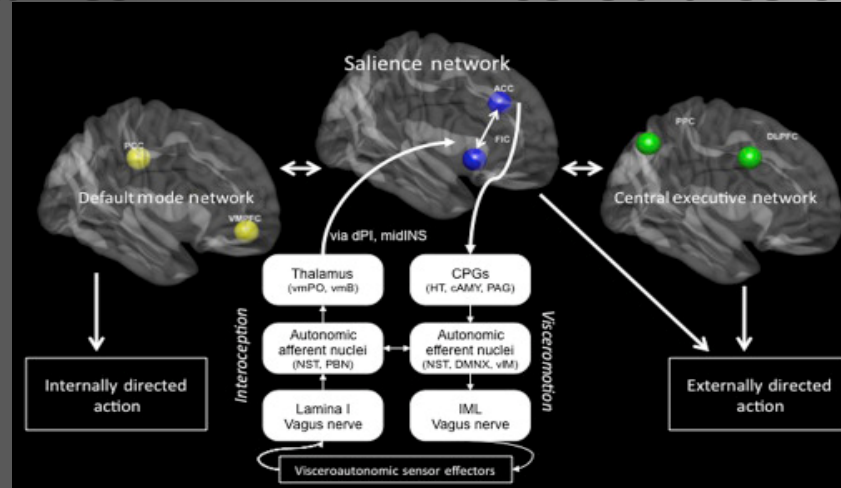 Salience network
ACC
FIC
PCC
Default mode network
VMPFC
PPC
DLPFC
Central executive network
via dPI, midINS
Thalamus
(vmPO, vmB)
CPGs
(HT, cAMY, PAG)
Interoception
Autonomic
afferent nuclei
(NST, PBN)
Autonomic
efferent nuclei
(NST, DMNX, vIM)
Visceromotion
Internally directed
action
Lamina I
Vagus nerve
IML
Vagus nerve
Externally directed
action
Visceroautonomic sensor effectors